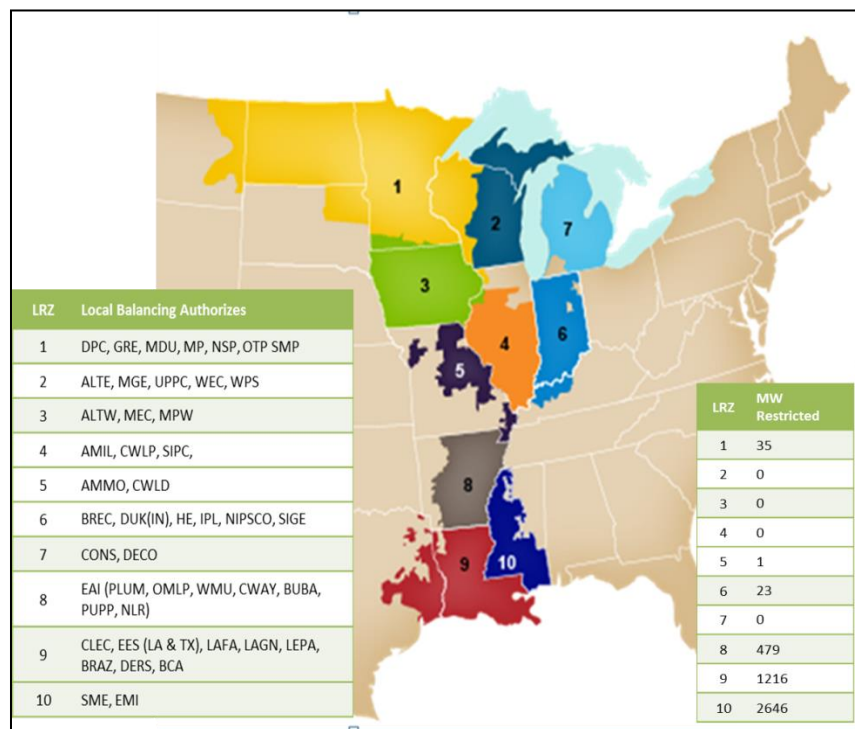 1
2
7
3
4
6
5
8
9
10
LRZ Local Balancing Authorizes
1 DPC, GRE, MDU, MP, NSP, OTP SMP
2 ALTE, MGE, UPPC, WEC, WPS
3 ALTW, MEC, MPW
4 AMIL, CWLP, SIPC,
5 AMMO, CWLD
6 BREC, DUK(IN), HE, IPL, NIPSCO, SIGE
7 CONS, DECO
8 EAI (PLUM, OMLP, WMU, CWAY, BUBA,
PUPP, NLR)
9 CLEC, EES (LA & TX), LAFA, LAGN, LEPA,
BRAZ, DERS, BCA
10 SME, EMI
LRZ MW
Restricted
1 35
2 0
3 0
4 0
5 1
6 23
7 0
8 479
9 1216
10 2646